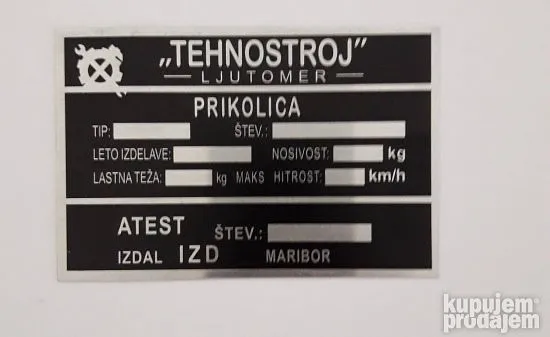 „TEHNOSTROJ”
LJUTOMER
PRIKOLICA
TIP: ŠTEV.:
LETO IZDELAVE: NOSIVOST: kg
LASTNA TEŽA: kg MAKS HITROST: km/h
ATEST ŠTEV.:
IZDAL IZD MARIBOR
kupujem
prodajem